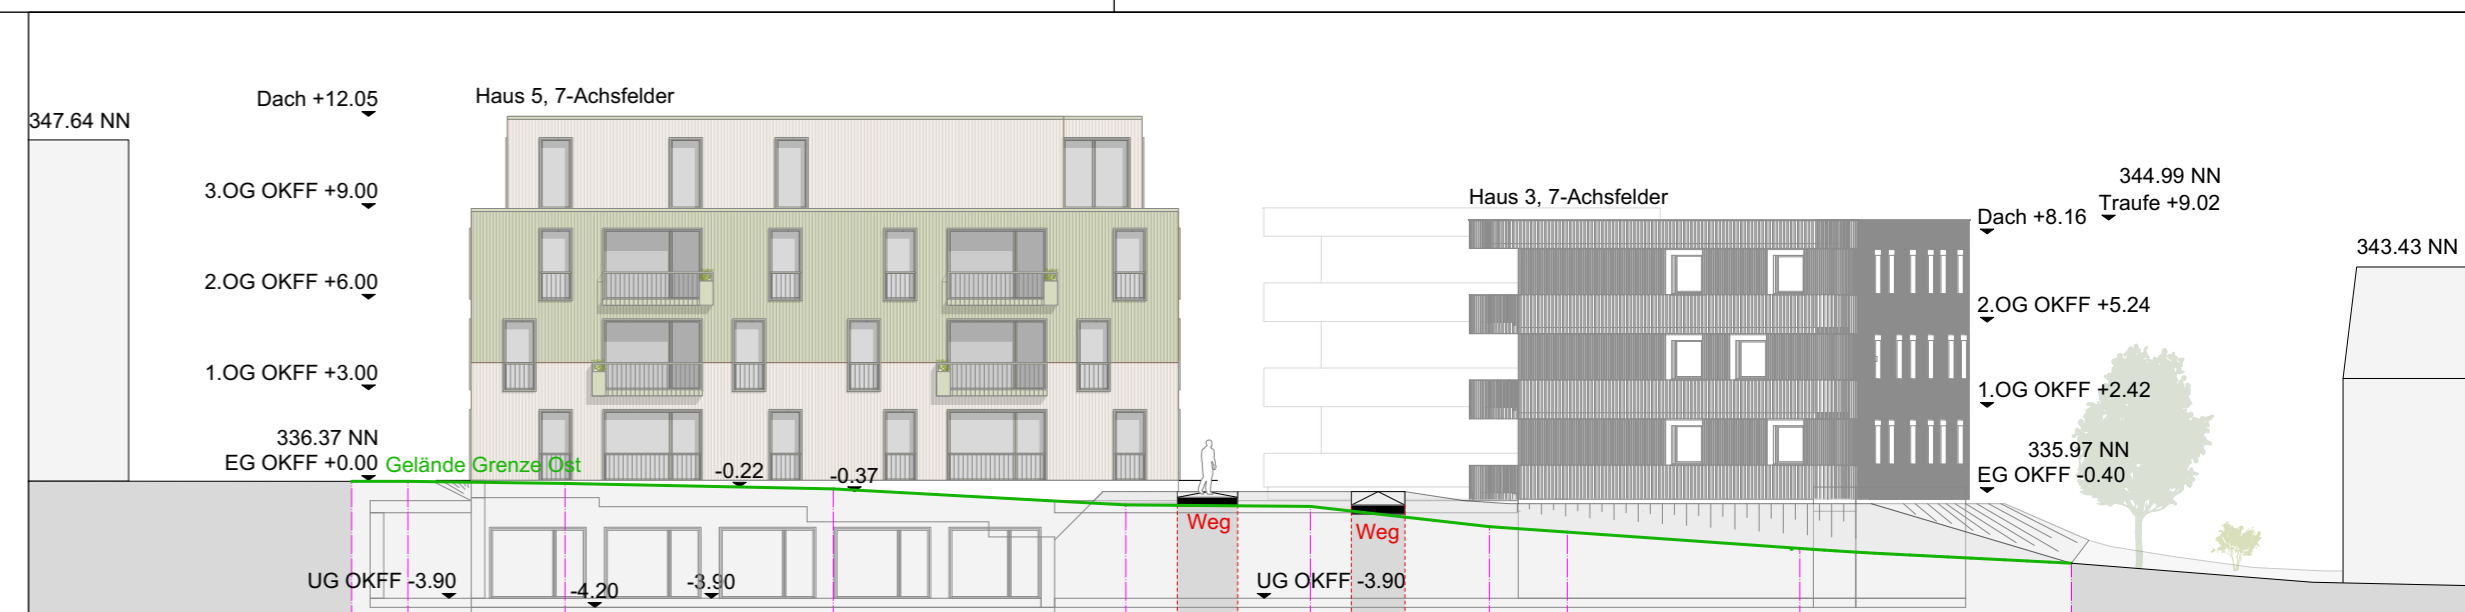 Dach +12.05
Haus 5, 7-Achsfelder
347.64 NN
3.OG OKFF +9.00
Haus 3, 7-Achsfelder
344.99 NN
Traufe +9.02
Dach +8.16
343.43 NN
2.OG OKFF +6.00
2.OG OKFF +5.24
1.OG OKFF +3.00
1.OG OKFF +2.42
336.37 NN
EG OKFF +0.00
Gelände Grenze Ost
-0.22
-0.37
335.97 NN
EG OKFF -0.40
Weg
Weg
UG OKFF -3.90
-4.20
-3.90
UG OKFF -3.90